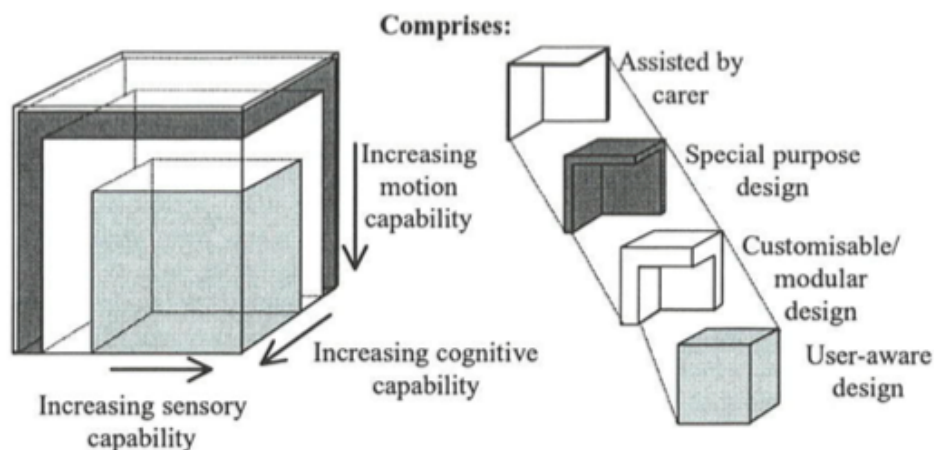 Comprises:
Assisted by
carer
Increasing
motion
capability
Special purpose
design
Customisable/
modular
design
Increasing cognitive
capability
User-aware
design
Increasing sensory
capability